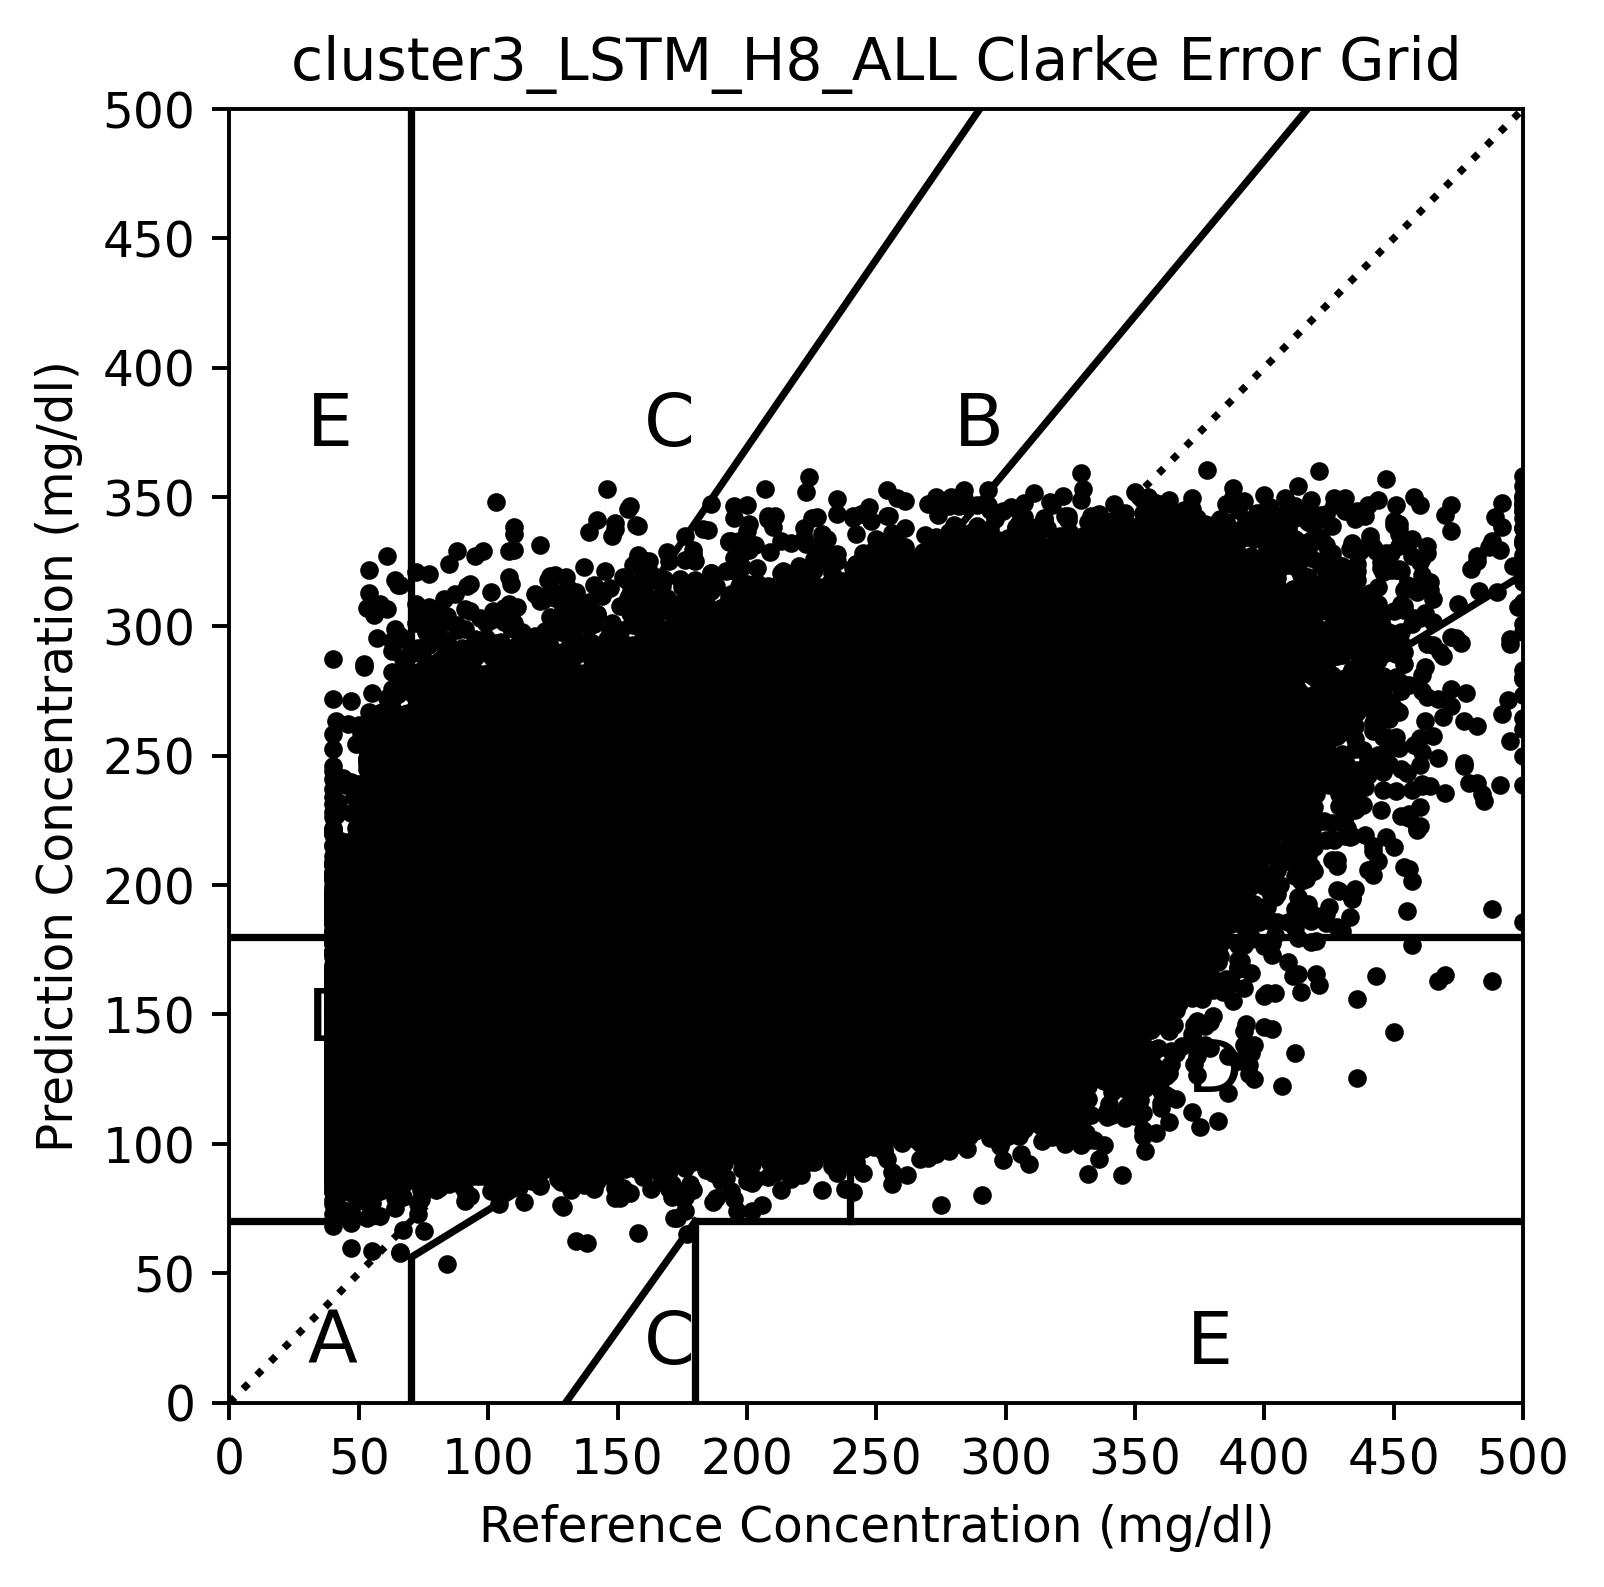 cluster3_LSTM_H8_ALL Clarke Error Grid
Prediction Concentration (mg/dl)
500
450
400
350
300
250
200
150
100
50
0
E
C
B
D
A
C
E
0
50
100
150
200
250
300
350
400
450
500
Reference Concentration (mg/dl)